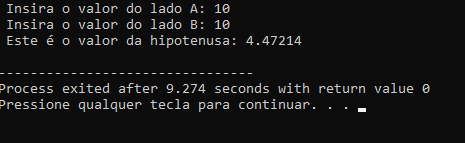 Insira o valor do lado A: 10
Insira o valor do lado B: 10
Este é o valor da hipotenusa: 4.47214
--------------------------------
Process exited after 9.274 seconds with return value 0
Pressione qualquer tecla para continuar. . .